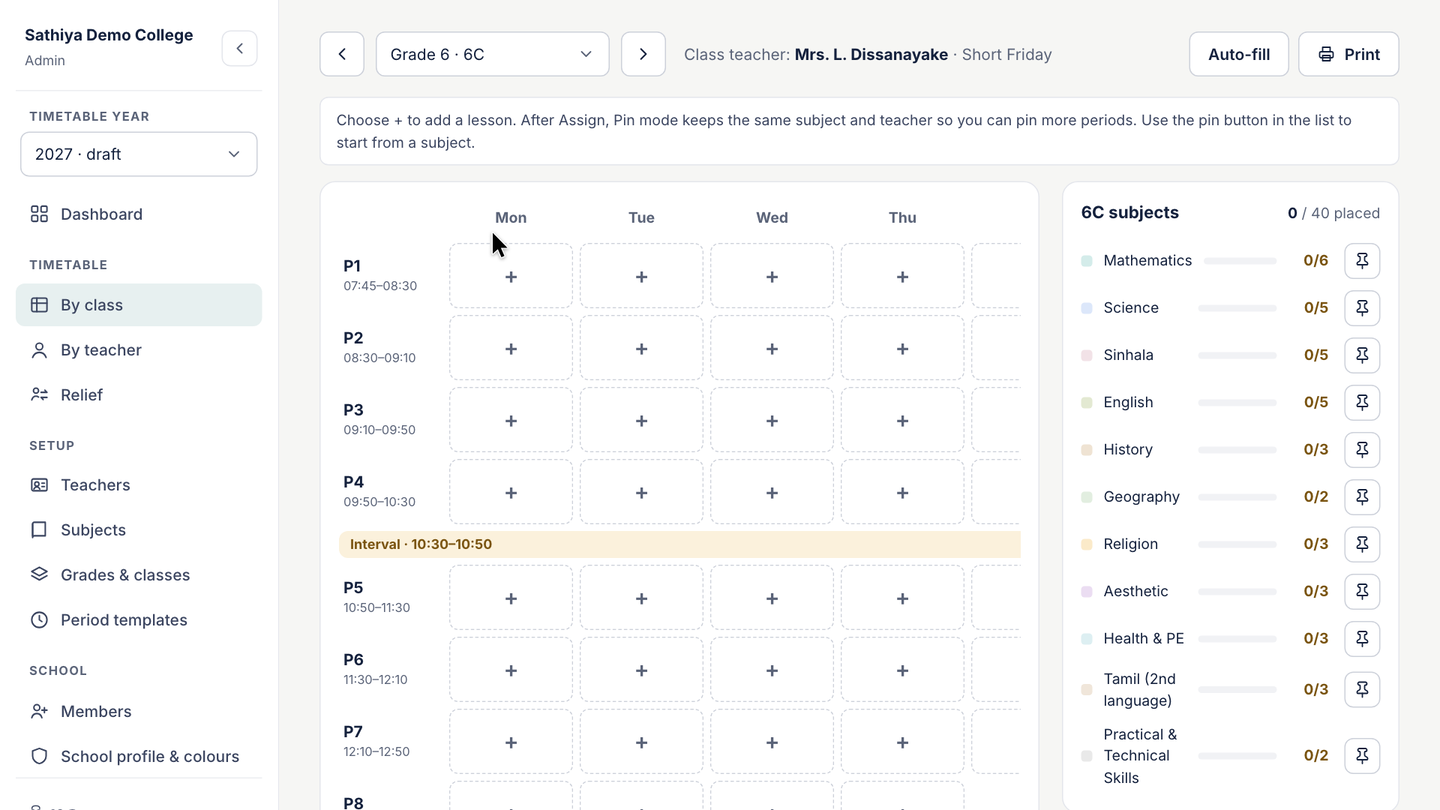 Sathiya Demo College
Admin
TIMETABLE YEAR
2027 · draft
Dashboard
TIMETABLE
By class
By teacher
Relief
SETUP
Teachers
Subjects
Grades & classes
Period templates
SCHOOL
Members
School profile & colours
Grade 6 · 6C
Class teacher: Mrs. L. Dissanayake · Short Friday
Auto-fill
Print
Choose + to add a lesson. After Assign, Pin mode keeps the same subject and teacher so you can pin more periods. Use the pin button in the list to
start from a subject.
Mon Tue Wed Thu
P1
07:45–08:30
+ + + +
P2
08:30–09:10
+ + + +
P3
09:10–09:50
+ + + +
P4
09:50–10:30
+ + + +
Interval · 10:30–10:50
P5
10:50–11:30
+ + + +
P6
11:30–12:10
+ + + +
P7
12:10–12:50
+ + + +
P8
6C subjects 0 / 40 placed
Mathematics 0/6
Science 0/5
Sinhala 0/5
English 0/5
History 0/3
Geography 0/2
Religion 0/3
Aesthetic 0/3
Health & PE 0/3
Tamil (2nd
language) 0/3
Practical &
Technical
Skills 0/2